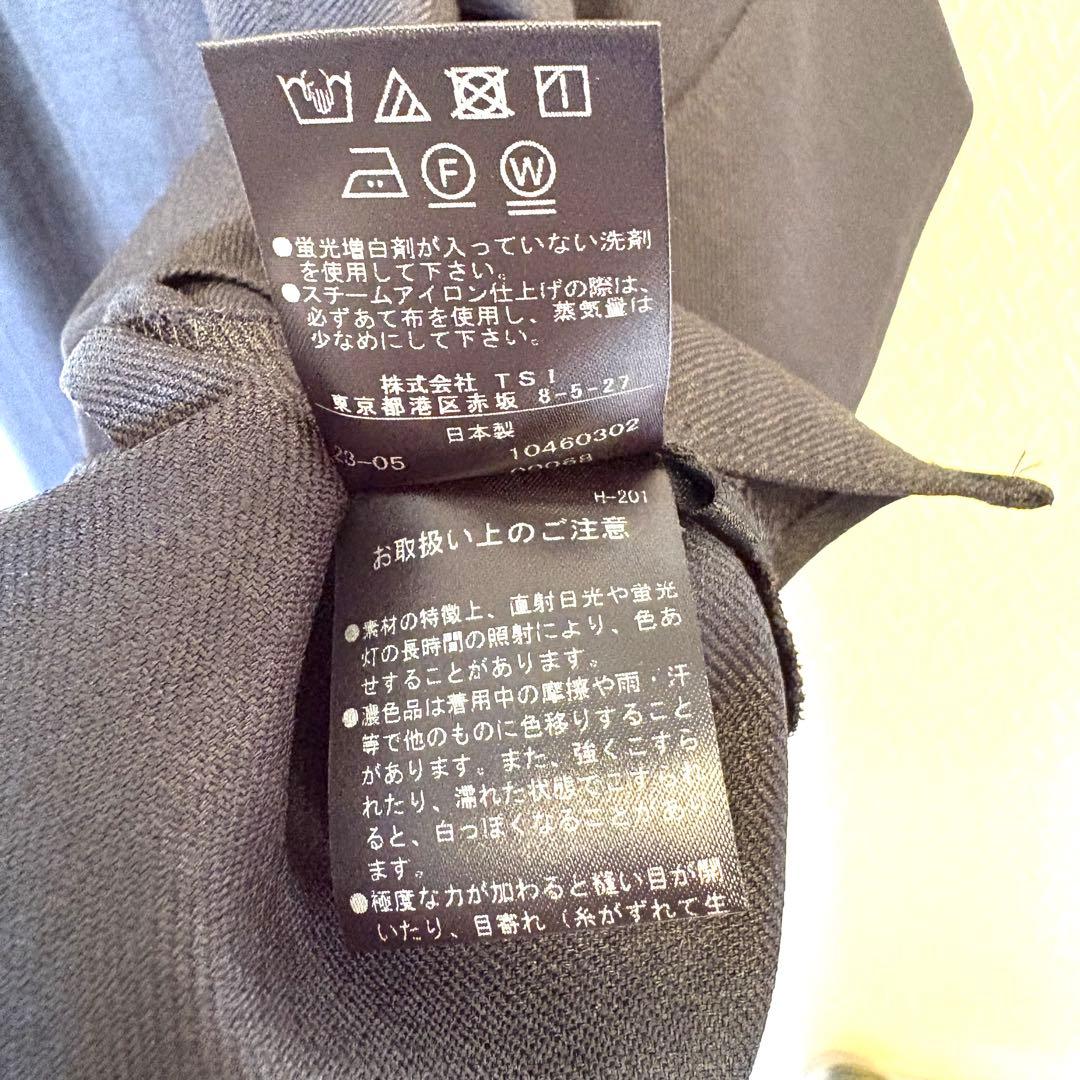 F W
●蛍光増白剤が入っていない洗剤
を使用して下さい。
●スチームアイロン仕上げの際は、
必ずあて布を使用し、蒸気量は
少なめにして下さい。
株式会社 TSI
東京都港区赤坂 8-5-27
日本製
23-05 10460302
H-201
お取扱い上のご注意
●素材の特徴上、直射日光や蛍光
灯の長時間の照射により、色あ
せすることがあります。
●濃色品は着用中の摩擦や雨・汗
等で他のものに色移りすること
があります。また、強くこすら
れたり、濡れた状態でこすられ
ると、白っぽくなることがあり
ます。
●極度な力が加わると縫い目が開
いたり、目寄れ(糸がずれて生